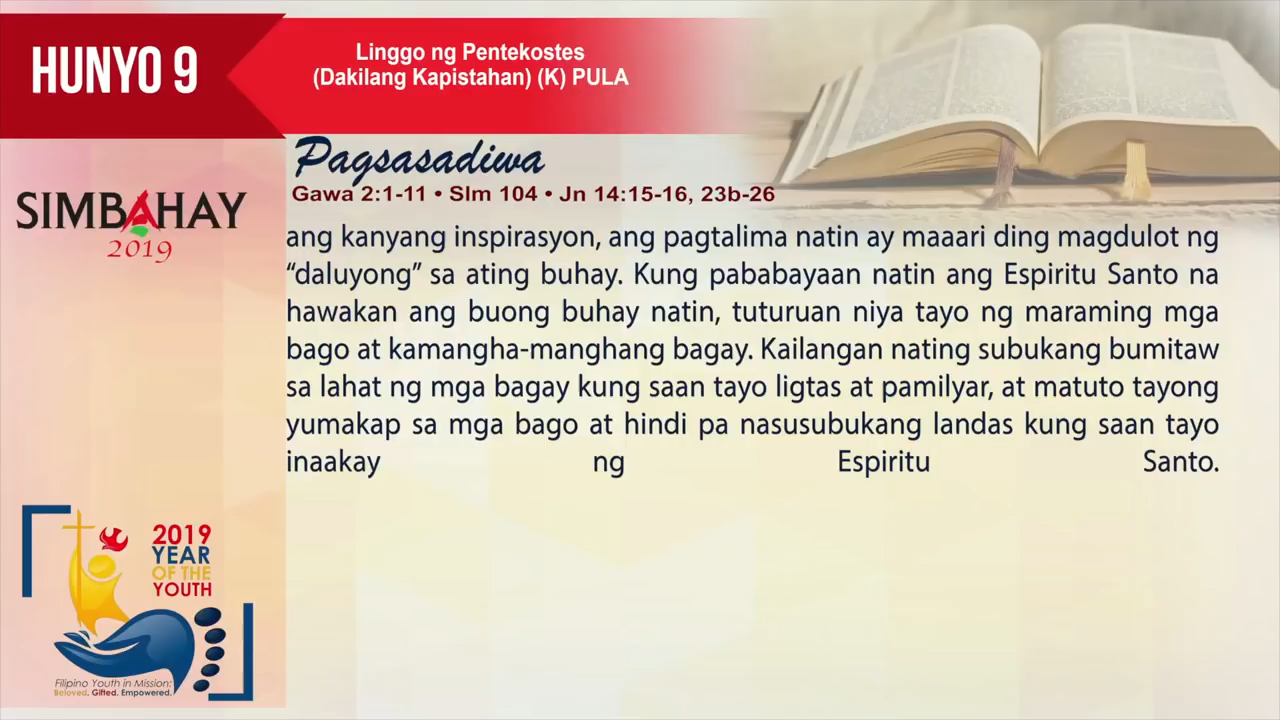 HUNYO 9
Linggo ng Pentekostes
(Dakilang Kapistahan) (K) PULA
Pagsasadiwa
Gawa 2:1-11 • Slm 104 • Jn 14:15-16, 23b-26
SIMBAHAY
2019
ang kanyang inspirasyon, ang pagtalima natin ay maaari ding magdulot ng
“daluyong” sa ating buhay. Kung pababayaan natin ang Espiritu Santo na
hawakan ang buong buhay natin, tuturuan niya tayo ng maraming mga
bago at kamangha-manghang bagay. Kailangan nating subukang bumitaw
sa lahat ng mga bagay kung saan tayo ligtas at pamilyar, at matuto tayong
yumakap sa mga bago at hindi pa nasusubukang landas kung saan tayo
inaakay ng Espiritu Santo.
2019
YEAR
OF THE
YOUTH
Filipino Youth in Mission:
Beloved. Gifted. Empowered.